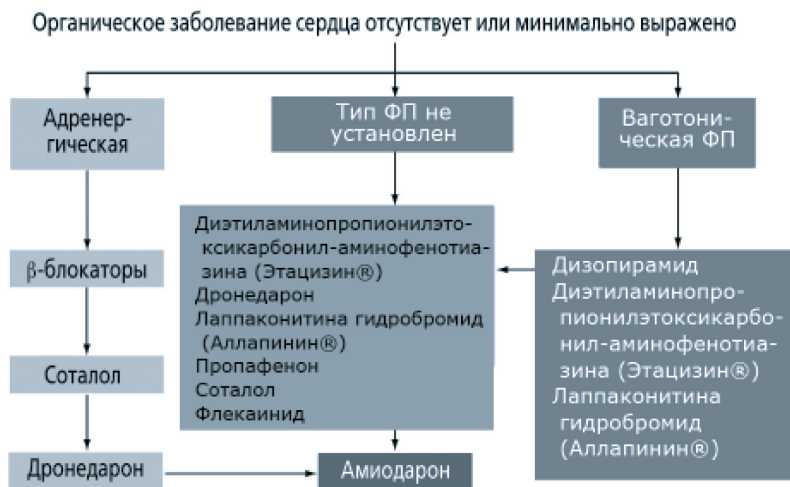 Органическое заболевание сердца отсутствует или минимально выражено
Адренер-
гическая
Тип ФП не
установлен
Ваготони-
ческая ФП
β-блокаторы
Соталол
Дронедарон
Диэтиламинопропионилэто-
ксикарбонил-аминофенотиа-
зина (Этацизин®)
Дронедарон
Лаппаконитина гидробромид
(Аллапинин®)
Пропафенон
Соталол
Флекаинид
Амиодарон
Дизопирамид
Диэтиламинопро-
пионилэтоксикарбо-
нил-аминофенотиа-
зина (Этацизин®)
Лаппаконитина
гидробромид
(Аллапинин®)